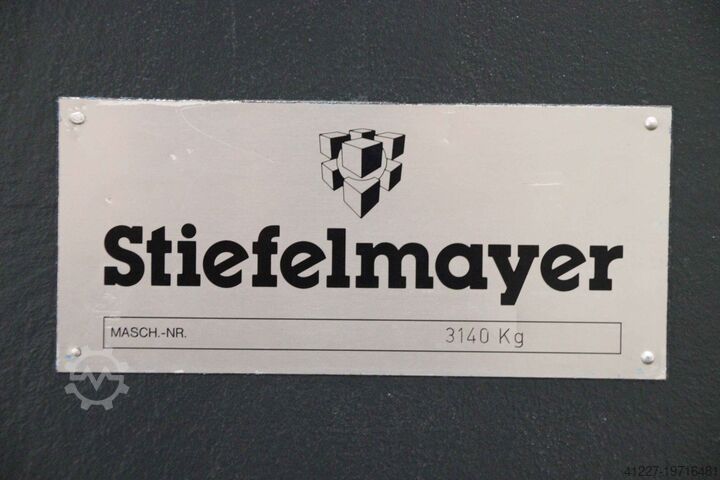 Stiefelmayer
MASCH.-NR. 3140 Kg
41227-19716481